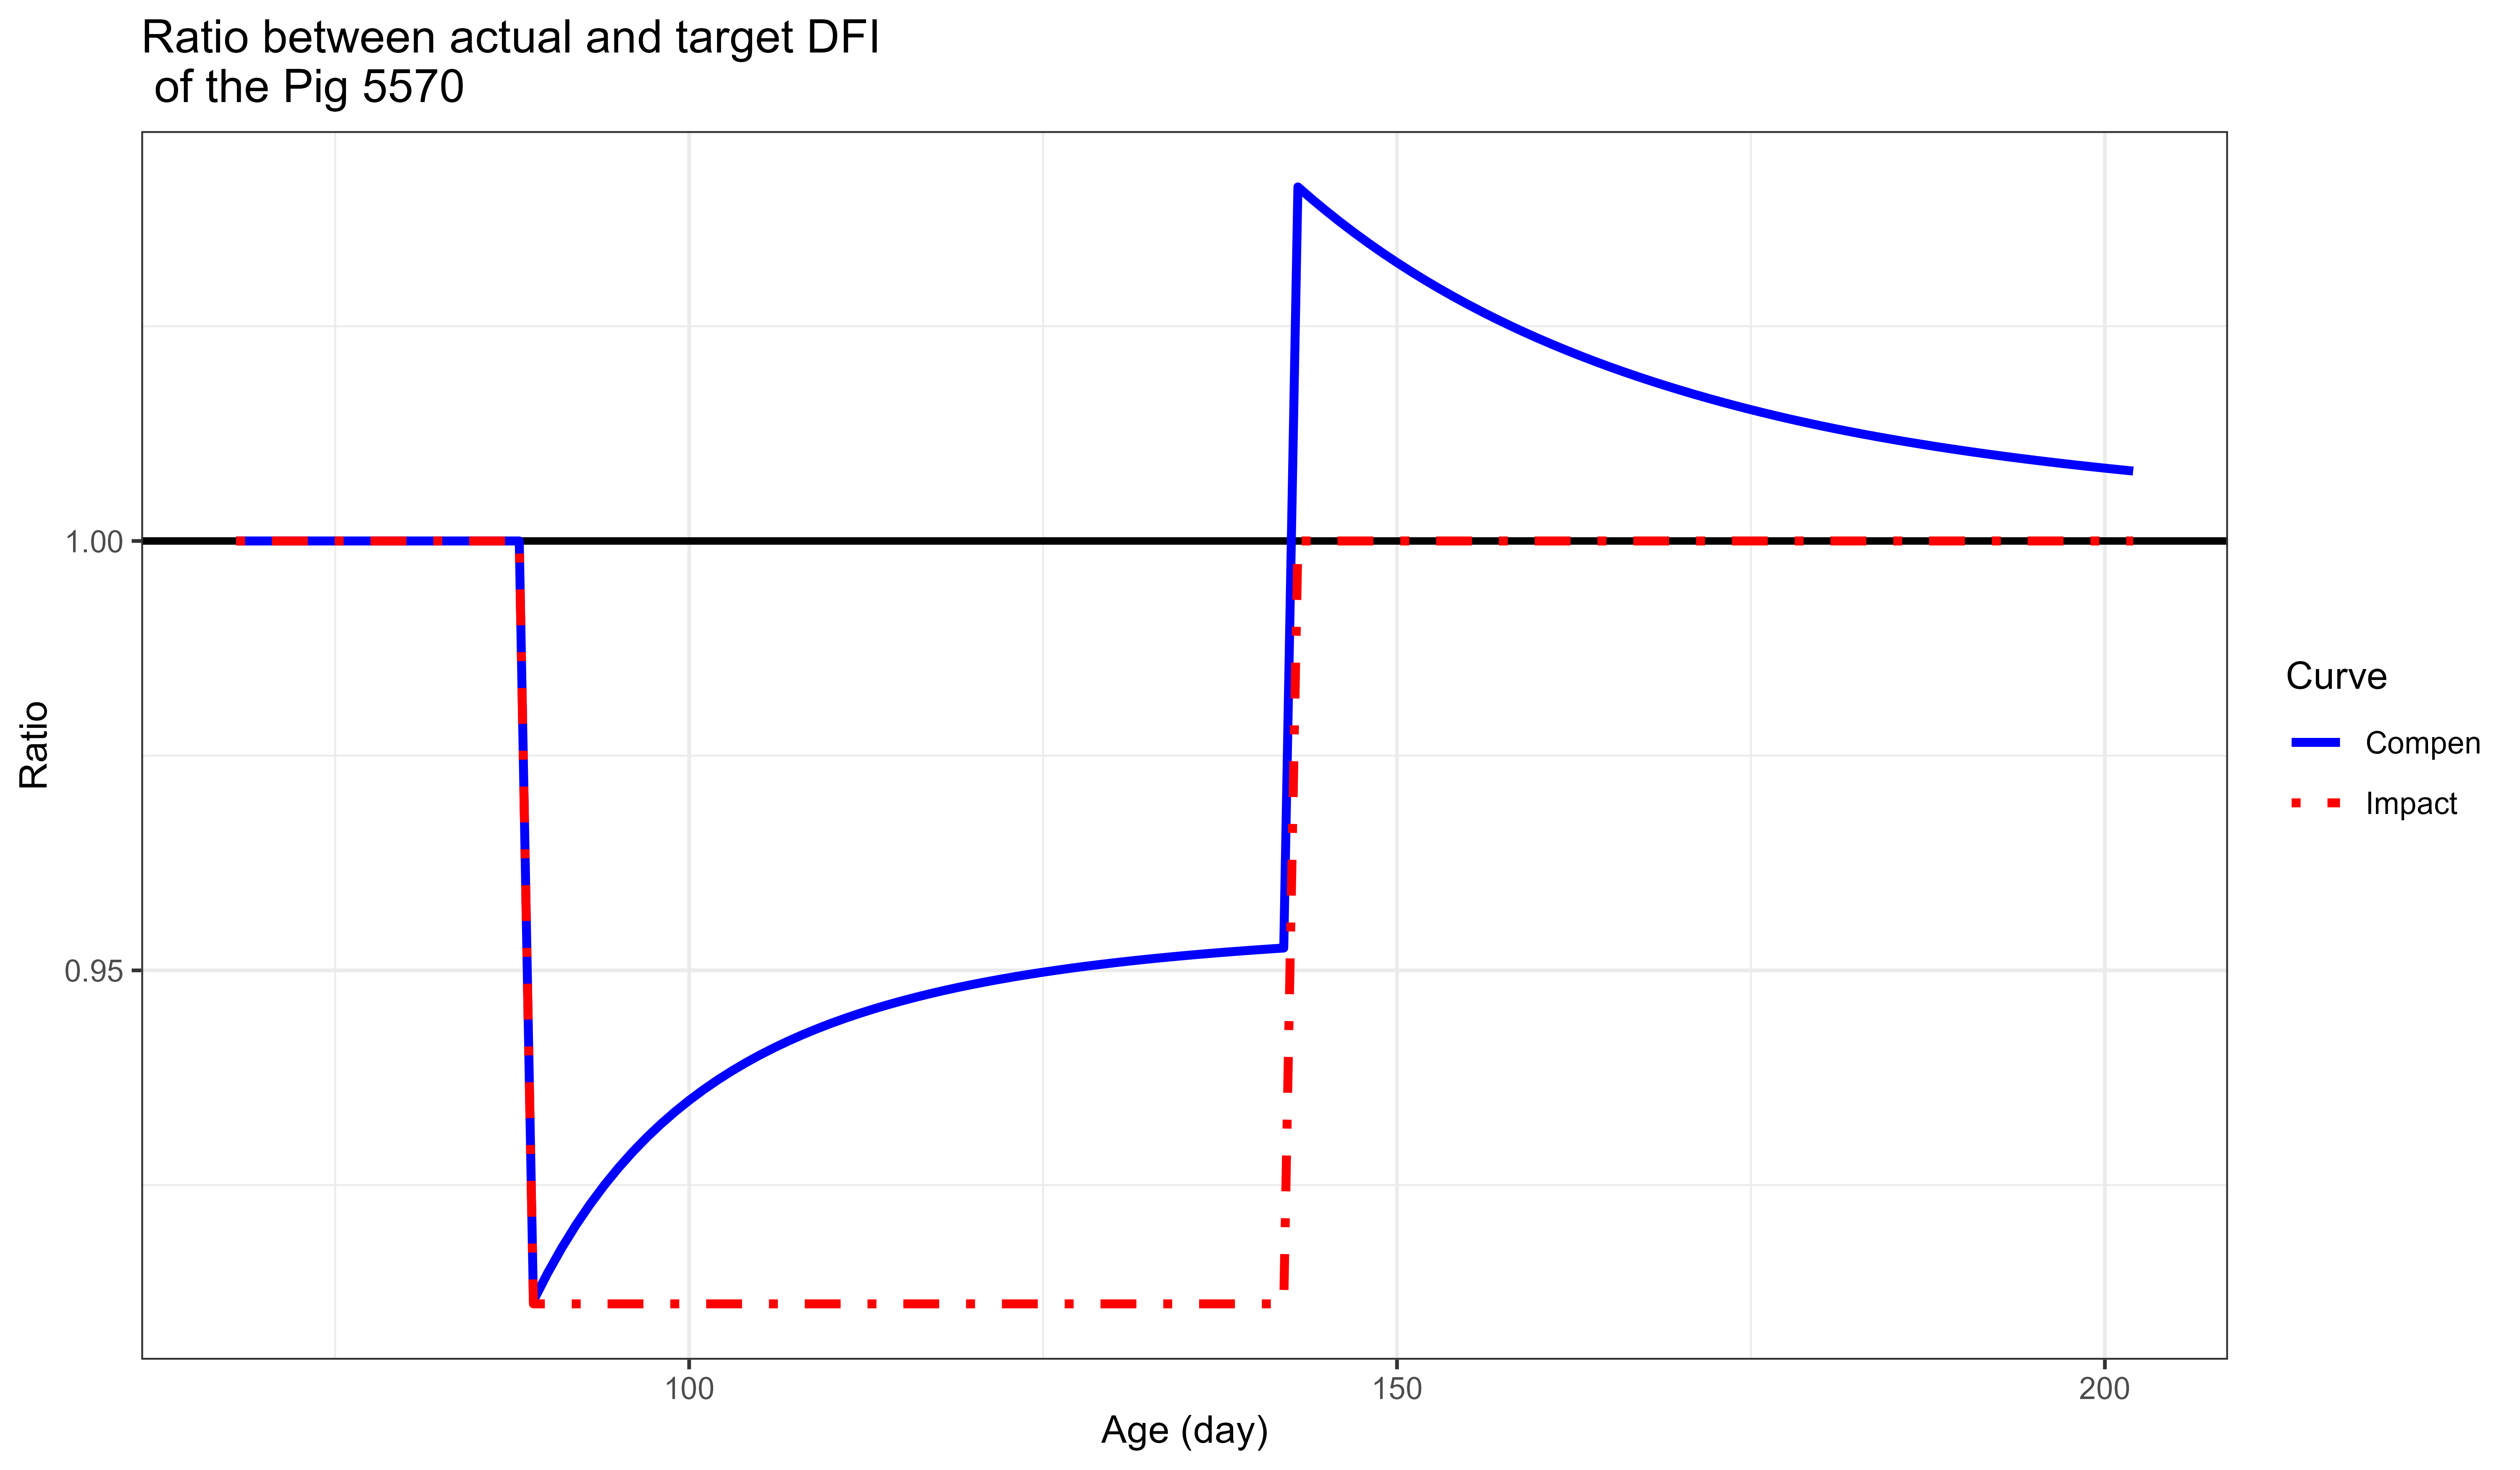 Ratio between actual and target DFI
of the Pig 5570
Ratio
1.00
0.95
100
150
200
Age (day)
Curve
Compen
Impact